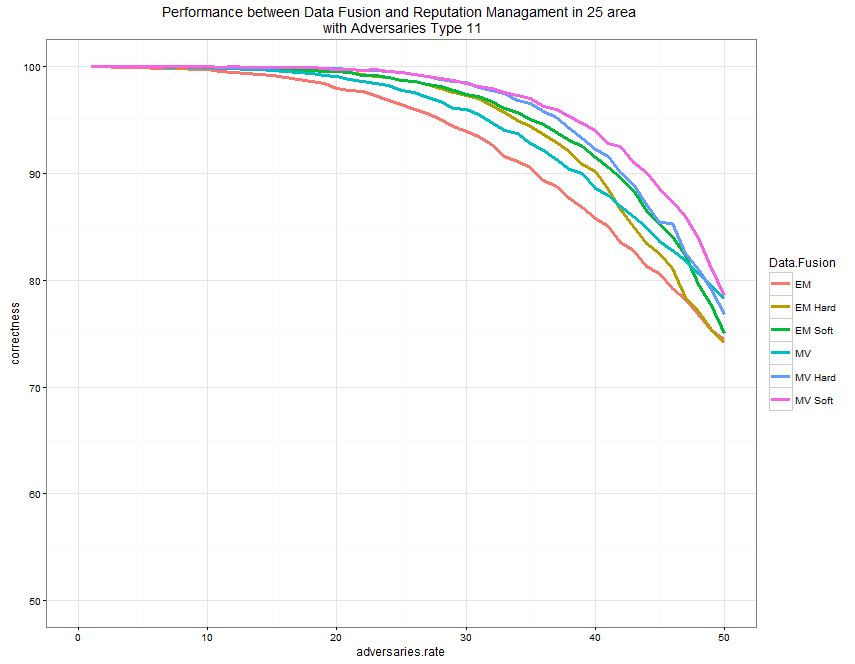 Performance between Data Fusion and Reputation Managament in 25 area
with Adversaries Type 11
correctness
100
90
80
70
60
50
0 10 20 30 40 50
adversaries.rate
Data.Fusion
EM
EM Hard
EM Soft
MV
MV Hard
MV Soft